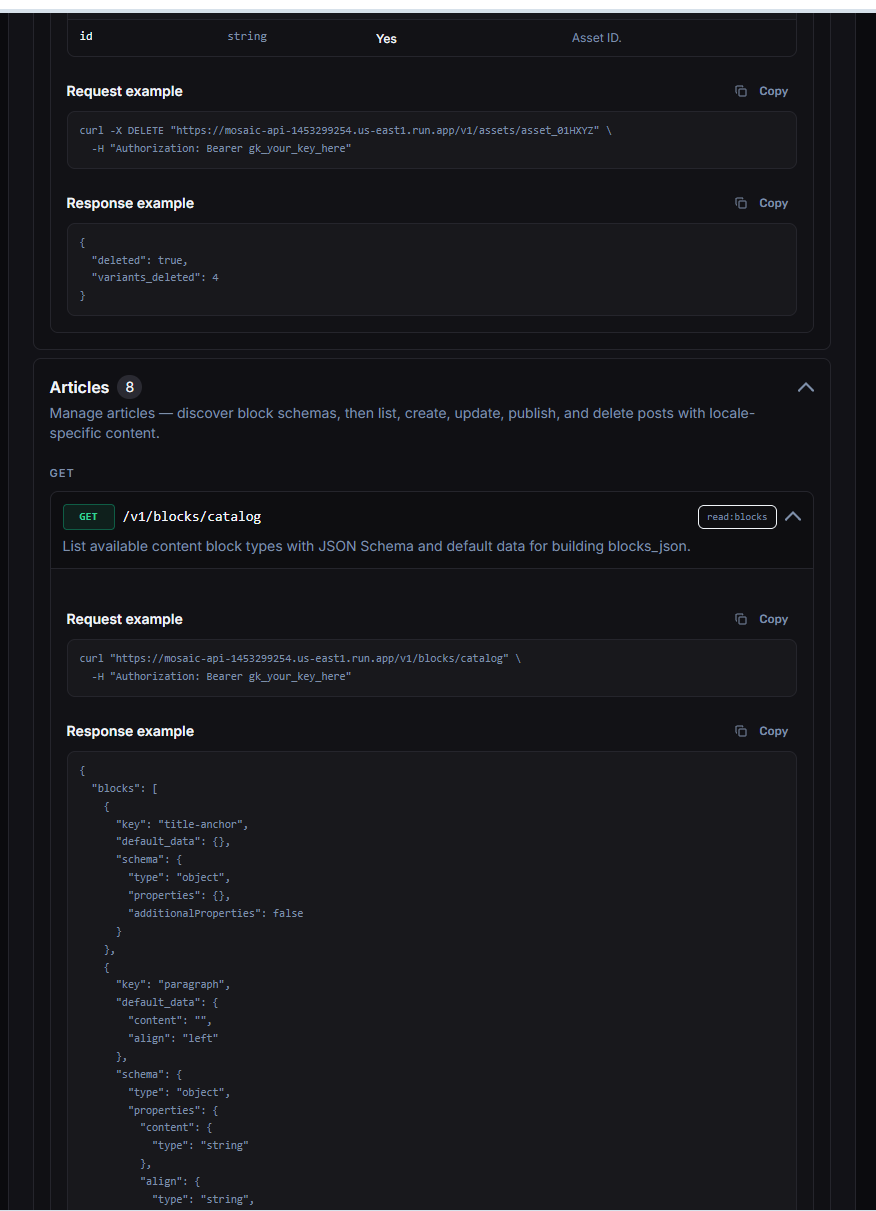 id string Yes Asset ID.
Request example Copy
curl -X DELETE "https://mosaic-api-1453299254.us-east1.run.app/v1/assets/asset_01HXYZ" \
-H "Authorization: Bearer gk_your_key_here"
Response example Copy
{
"deleted": true,
"variants_deleted": 4
}
Articles 8
Manage articles — discover block schemas, then list, create, update, publish, and delete posts with locale-
specific content.
GET
GET /v1/blocks/catalog read:blocks
List available content block types with JSON Schema and default data for building blocks_json.
Request example Copy
curl "https://mosaic-api-1453299254.us-east1.run.app/v1/blocks/catalog" \
-H "Authorization: Bearer gk_your_key_here"
Response example Copy
{
"blocks": [
{
"key": "title-anchor",
"default_data": {},
"schema": {
"type": "object",
"properties": {},
"additionalProperties": false
}
},
{
"key": "paragraph",
"default_data": {
"content": "",
"align": "left"
},
"schema": {
"type": "object",
"properties": {
"content": {
"type": "string"
},
"align": {
"type": "string",